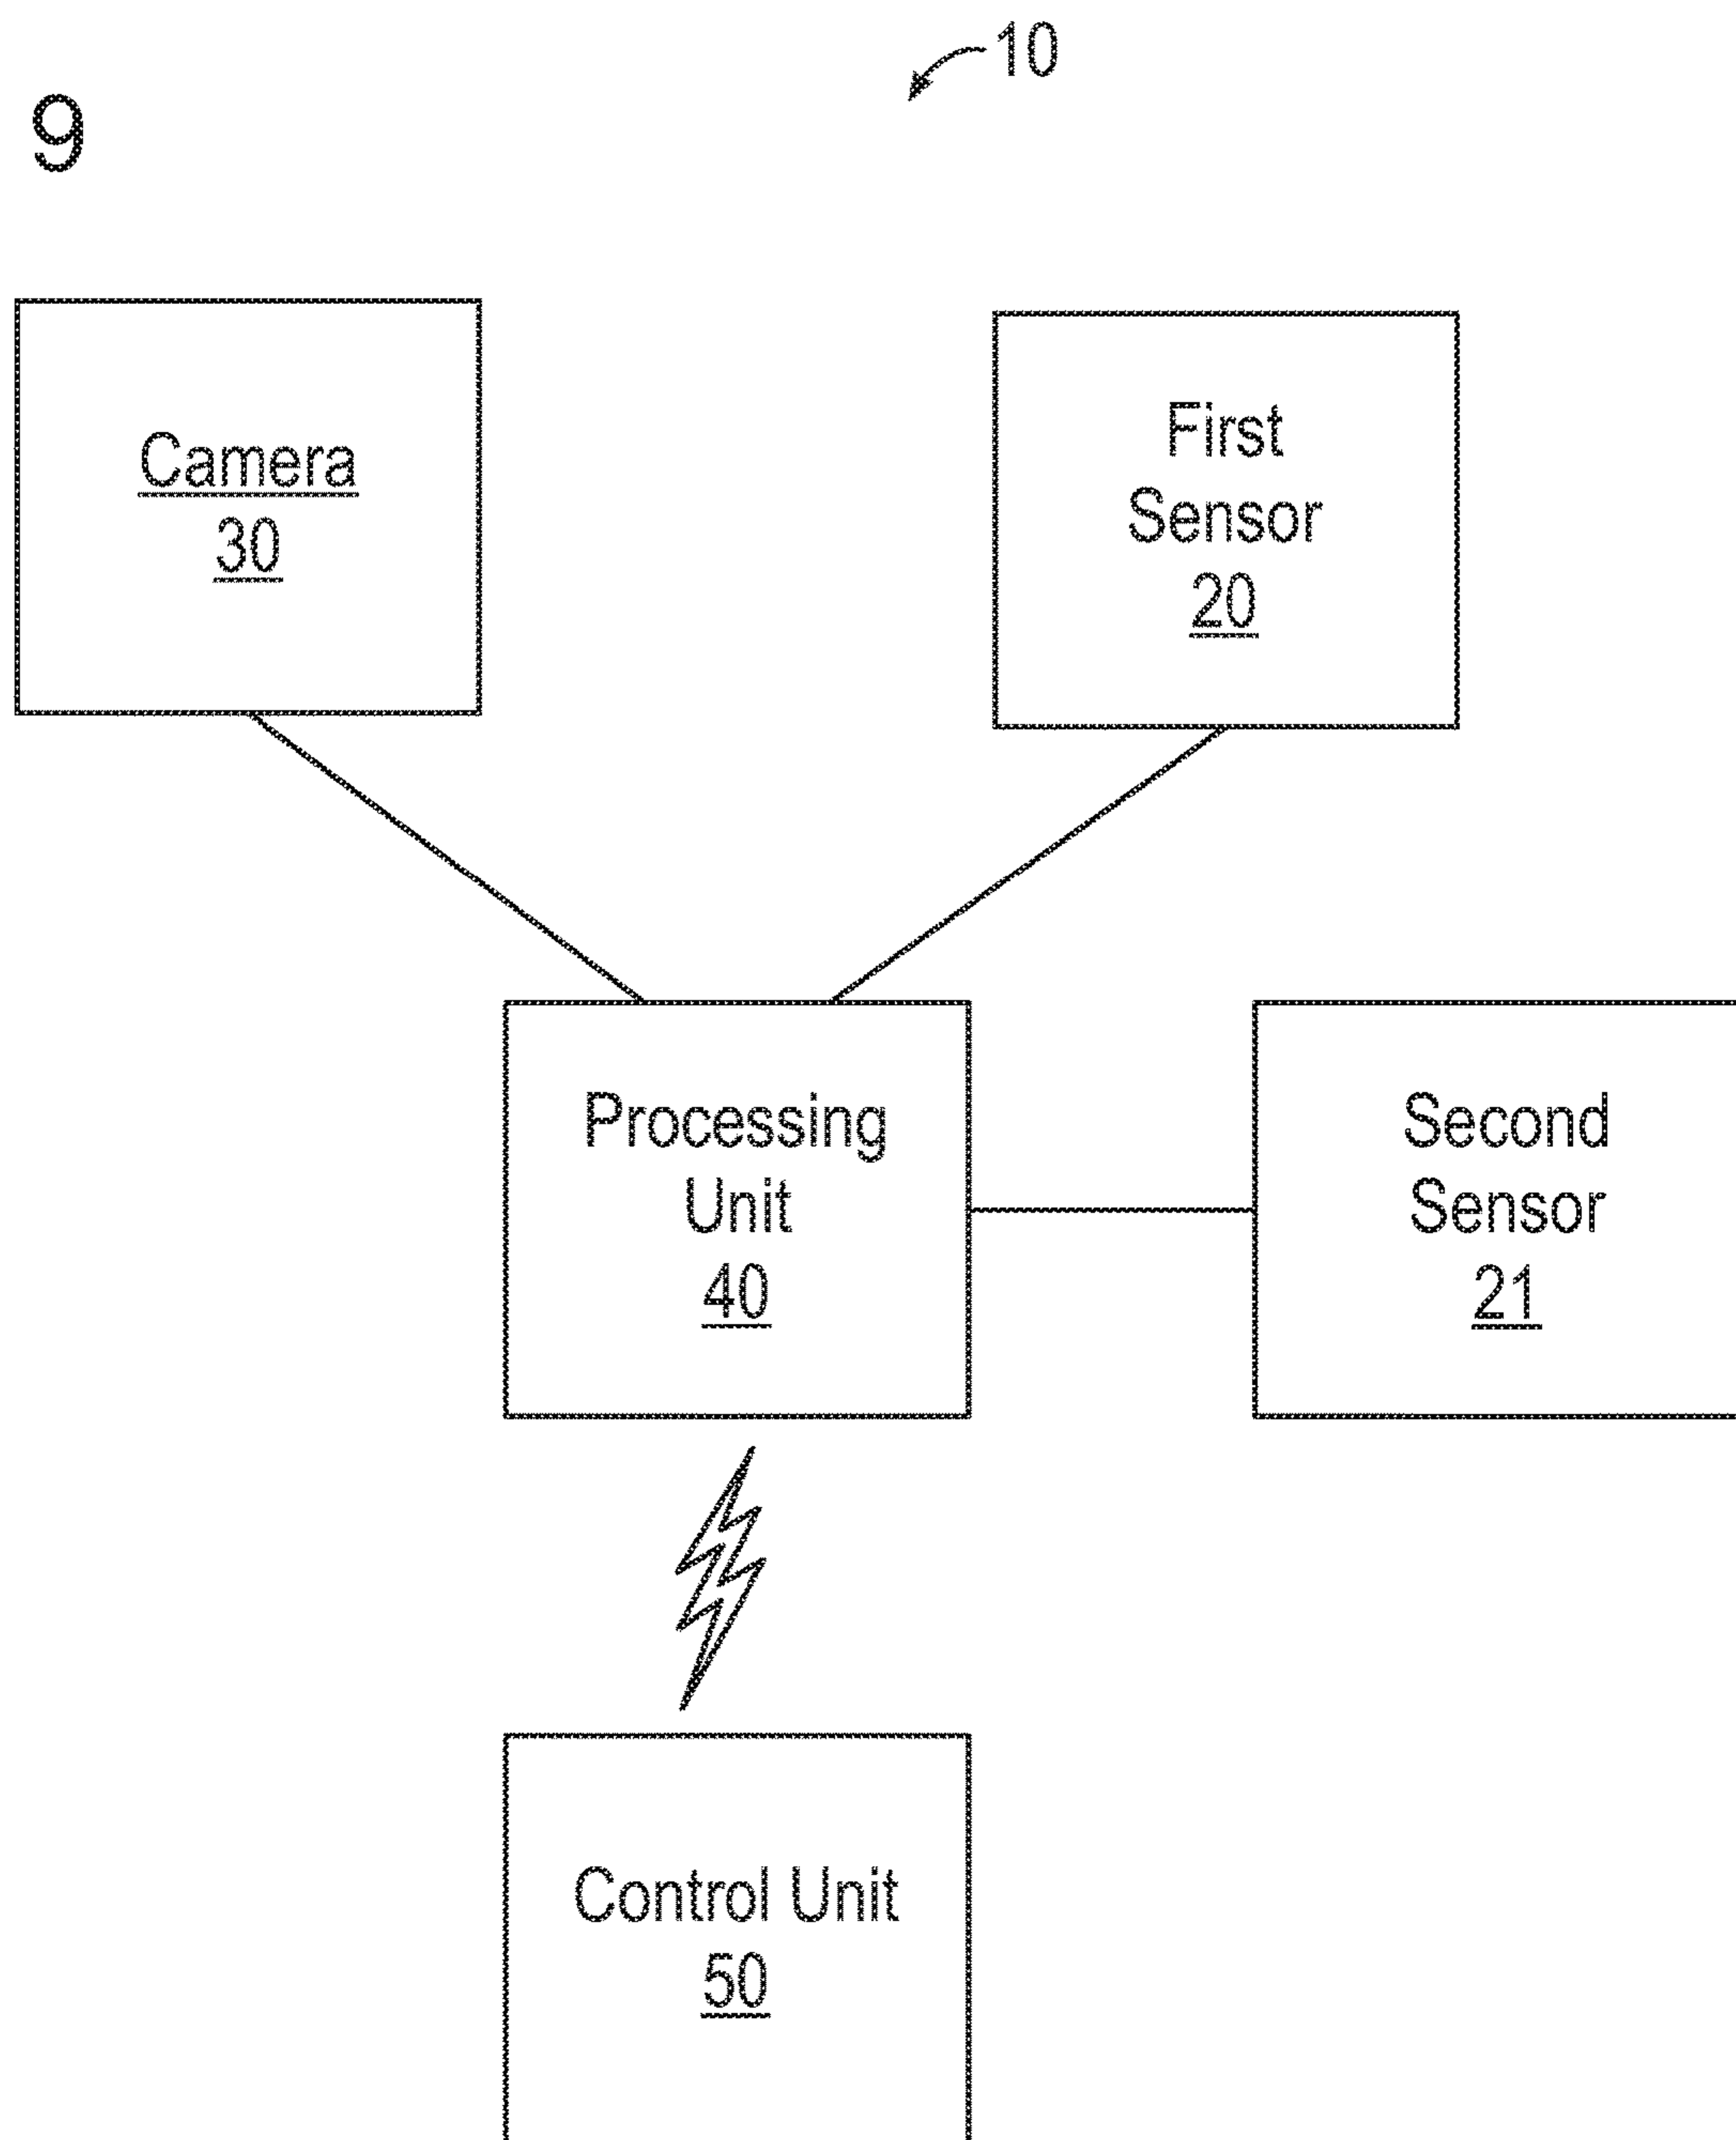 10
9
Camera
30
First
Sensor
20
Processing
Unit
40
Second
Sensor
21
Control Unit
50